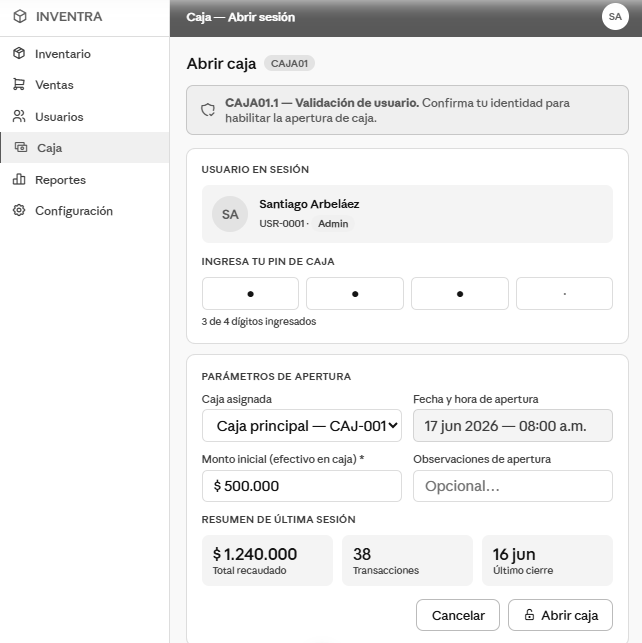 INVENTRA
Inventario
Ventas
Usuarios
Caja
Reportes
Configuración
Caja — Abrir sesión
SA
Abrir caja CAJA01
CAJA01.1 — Validación de usuario. Confirma tu identidad para
habilitar la apertura de caja.
USUARIO EN SESIÓN
SA
Santiago Arbeláez
USR-0001 · Admin
INGRESA TU PIN DE CAJA
● ● ● ·
3 de 4 dígitos ingresados
PARÁMETROS DE APERTURA
Caja asignada
Caja principal — CAJ-001
Fecha y hora de apertura
17 jun 2026 — 08:00 a.m.
Monto inicial (efectivo en caja) *
$ 500.000
Observaciones de apertura
Opcional...
RESUMEN DE ÚLTIMA SESIÓN
$ 1.240.000
Total recaudado
38
Transacciones
16 jun
Último cierre
Cancelar
Abrir caja